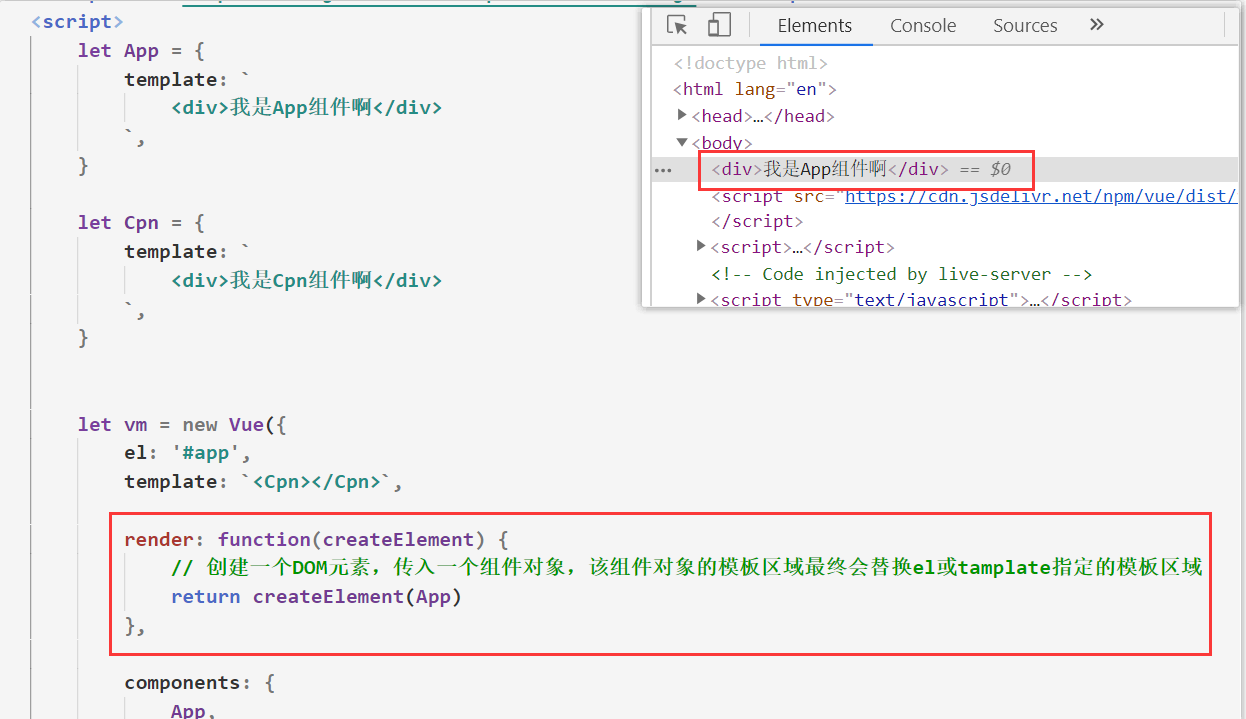 <script>
let App = {
template: `
<div>我是App组件啊</div>
`,
}
let Cpn = {
template: `
<div>我是Cpn组件啊</div>
`,
}
let vm = new Vue({
el: '#app',
template: `<Cpn></Cpn>`,
render: function(createElement) {
// 创建一个DOM元素，传入一个组件对象，该组件对象的模板区域最终会替换el或tamplate指定的模板区域
return createElement(App)
},
components: {
App,
Elements Console Sources »
<!doctype html>
<html lang="en">
▶<head>…</head>
▼<body>
••• <div>我是App组件啊</div> == $0
<script src="https://cdn.jsdelivr.net/npm/vue/dist/
</script>
▶<script>…</script>
<!-- Code injected by live-server -->
▶<script type="text/javascript">…</script>